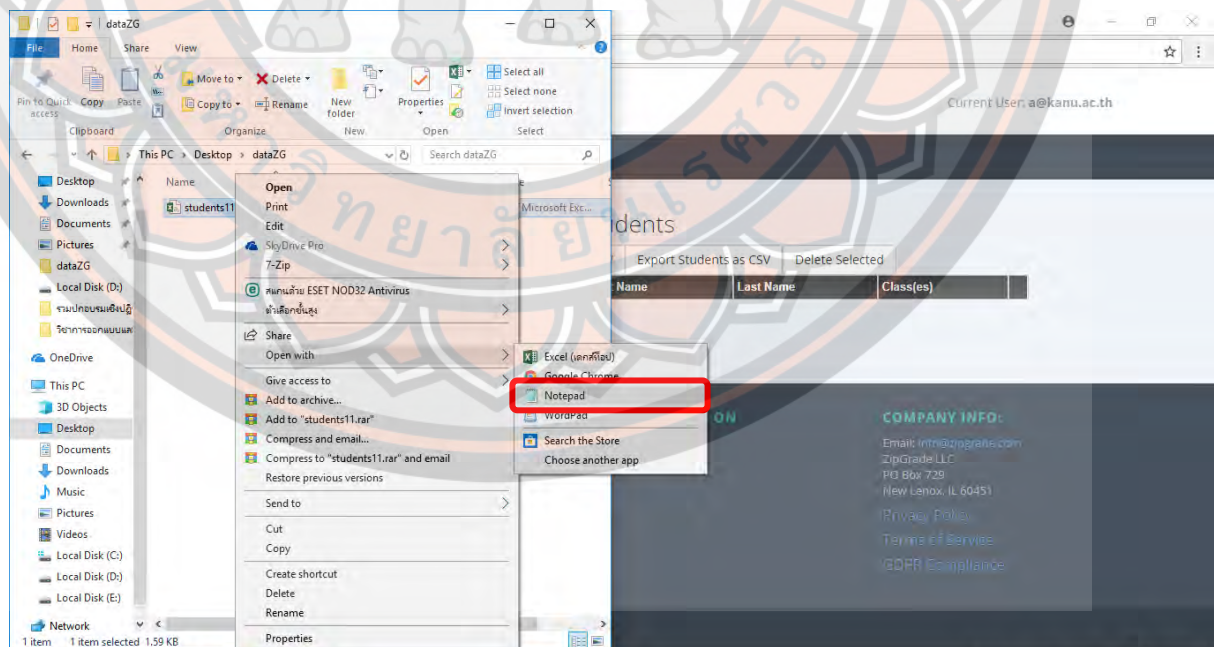 dataZG
File Home Share View
Pin to Quick access
Copy
Paste
Move to
Copy to
Delete
Rename
New folder
Properties
Select all
Select none
Invert selection
Clipboard Organize New Open Select
This PC Desktop dataZG
Search dataZG
Desktop
Downloads
Documents
Pictures
dataZG
Local Disk (D:)
OneDrive
This PC
3D Objects
Desktop
Documents
Downloads
Music
Pictures
Videos
Local Disk (C:)
Local Disk (D:)
Local Disk (E:)
Network
1 item 1 item selected 1.59 KB
Name
students11
Microsoft Exc...
Open
Print
Edit
SkyDrive Pro
7-Zip
สแกนด้วย ESET NOD32 Antivirus
ตัวเลือกขั้นสูง
Share
Open with
Give access to
Add to archive...
Add to "students11.rar"
Compress and email...
Compress to "students11.rar" and email
Restore previous versions
Send to
Cut
Copy
Create shortcut
Delete
Rename
Properties
Excel (เดสก์ท็อป)
Google Chrome
Notepad
WordPad
Search the Store
Choose another app
Current User: a@kanu.ac.th
idents
Export Students as CSV Delete Selected
Name Last Name Class(es)
ON
COMPANY INFO:
Email: info@zipgrade.com
ZipGrade LLC
PO Box 729
New Lenox, IL 60451
Privacy Policy
Terms of Service
GDPR Compliance